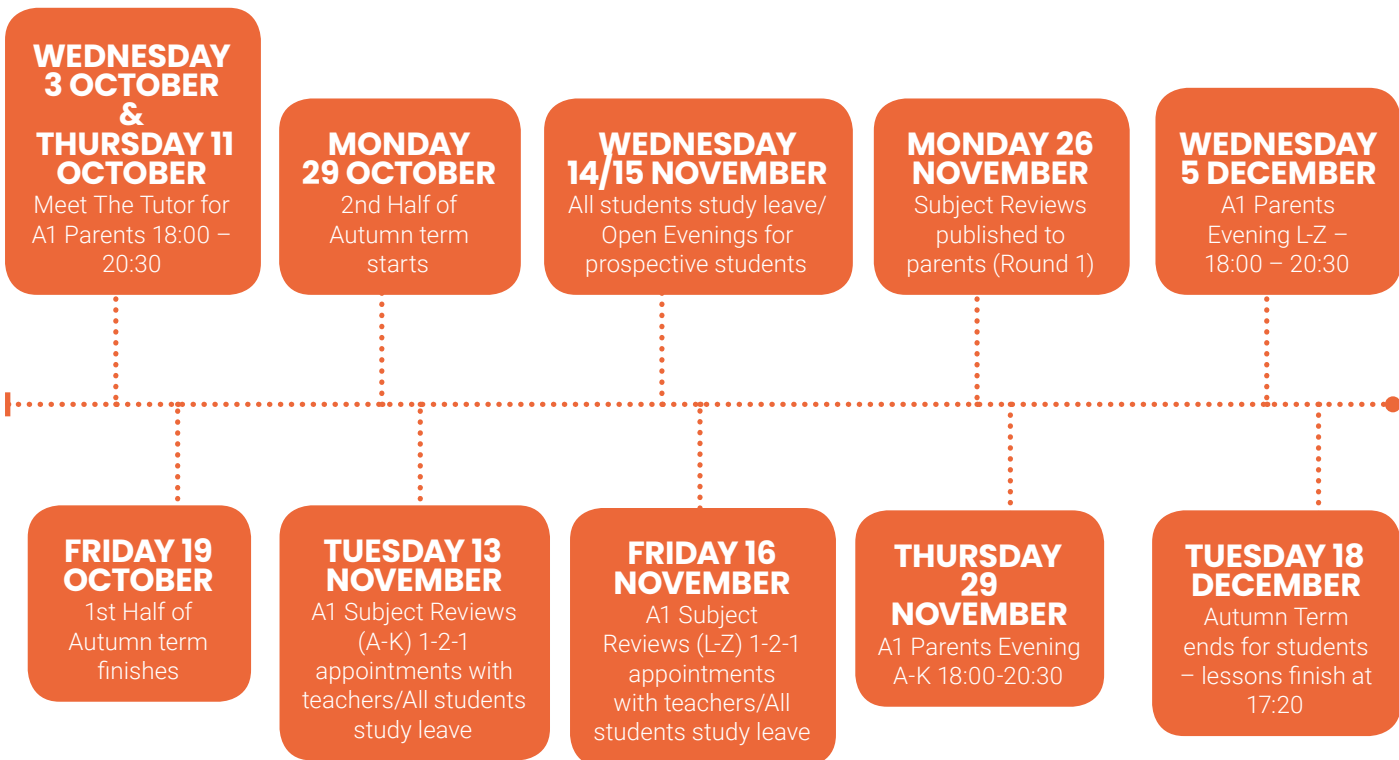 WEDNESDAY
3 OCTOBER
&
THURSDAY 11
OCTOBER
Meet The Tutor for
A1 Parents 18:00 –
20:30
MONDAY
29 OCTOBER
2nd Half of
Autumn term
starts
WEDNESDAY
14/15 NOVEMBER
All students study leave/
Open Evenings for
prospective students
MONDAY 26
NOVEMBER
Subject Reviews
published to
parents (Round 1)
WEDNESDAY
5 DECEMBER
A1 Parents
Evening L-Z –
18:00 – 20:30
FRIDAY 19
OCTOBER
1st Half of
Autumn term
finishes
TUESDAY 13
NOVEMBER
A1 Subject Reviews
(A-K) 1-2-1
appointments with
teachers/All students
study leave
FRIDAY 16
NOVEMBER
A1 Subject
Reviews (L-Z) 1-2-1
appointments
with teachers/All
students study leave
THURSDAY
29
NOVEMBER
A1 Parents Evening
A-K 18:00-20:30
TUESDAY 18
DECEMBER
Autumn Term
ends for students
– lessons finish at
17:20